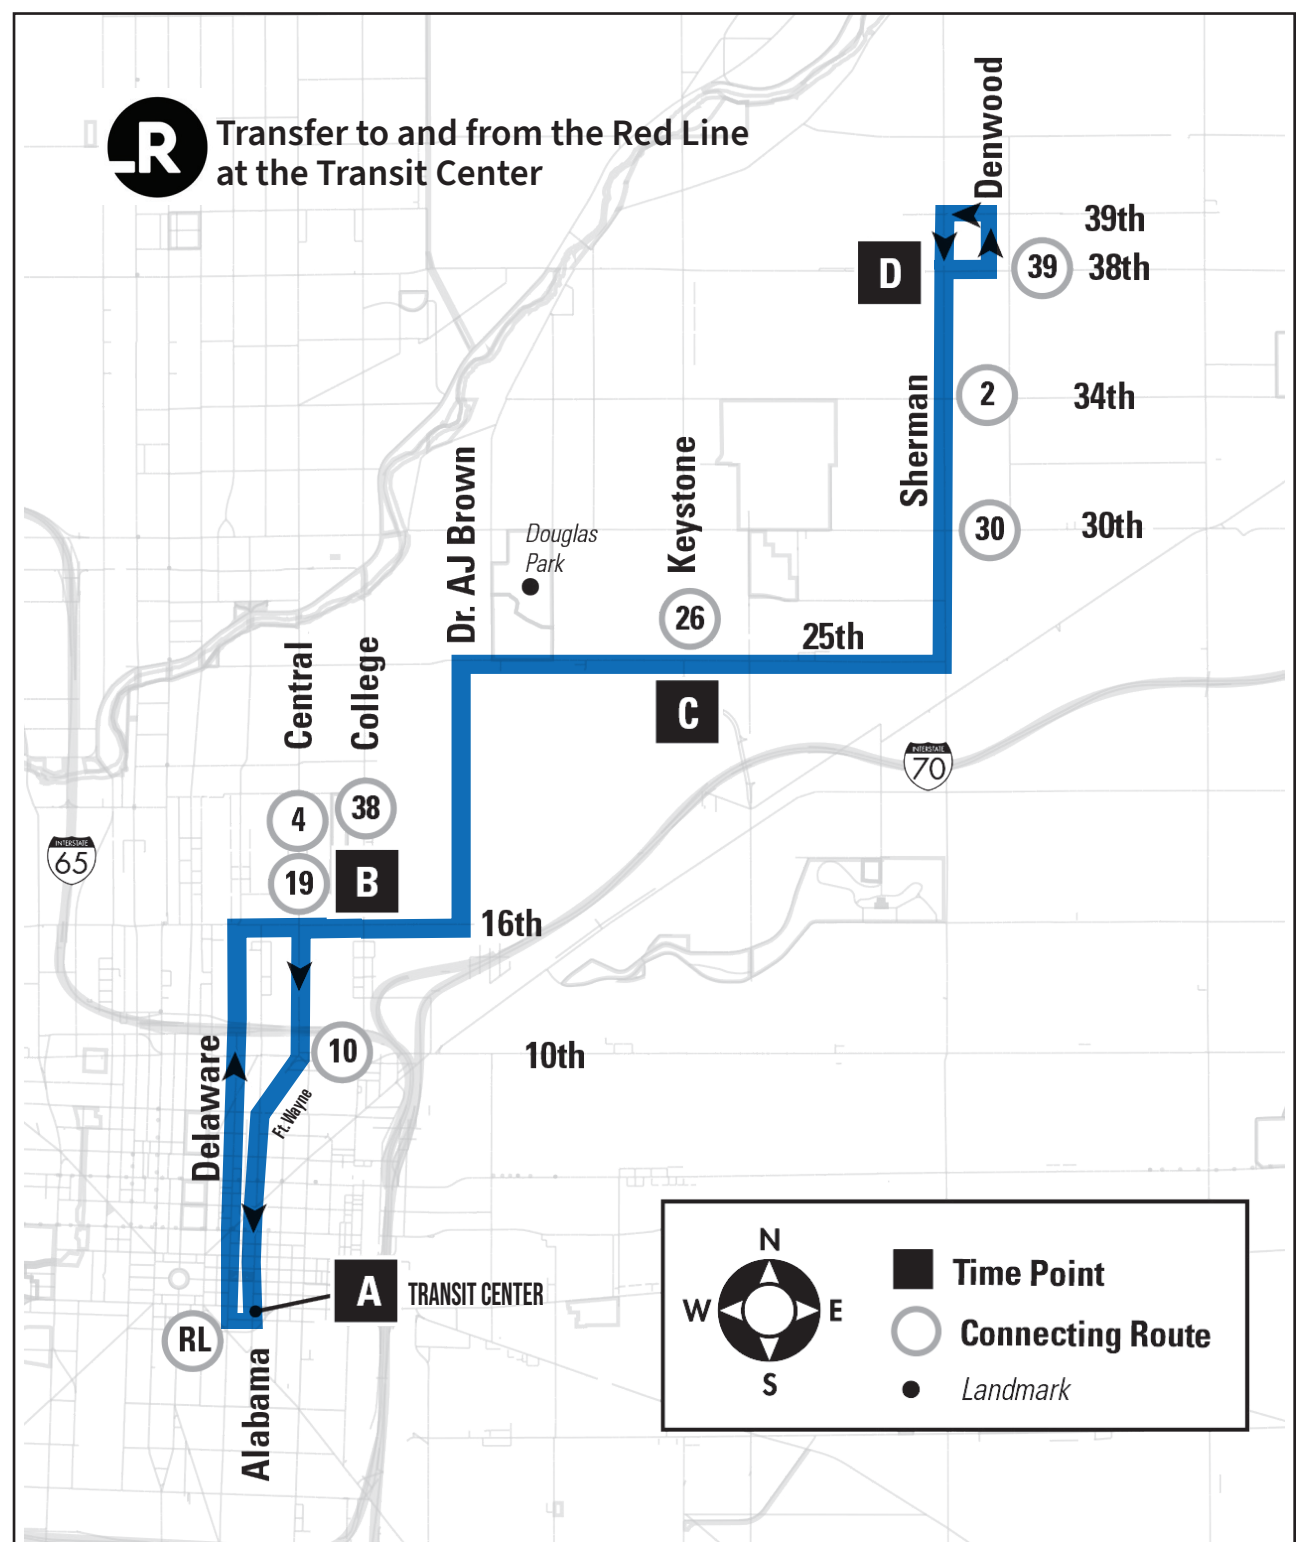 Denwood
R
Transfer to and from the Red Line
at the Transit Center
39th
D
39
38th
2
34th
Sherman
Keystone
Dr. AJ Brown
30
30th
Douglas
Park
26
25th
Central
College
C
INTERSTATE
70
4
38
INTERSTATE
65
19
B
16th
10
10th
Delaware
Ft. Wayne
A
TRANSIT CENTER
RL
Alabama
N
W
E
S
Time Point
Connecting Route
Landmark